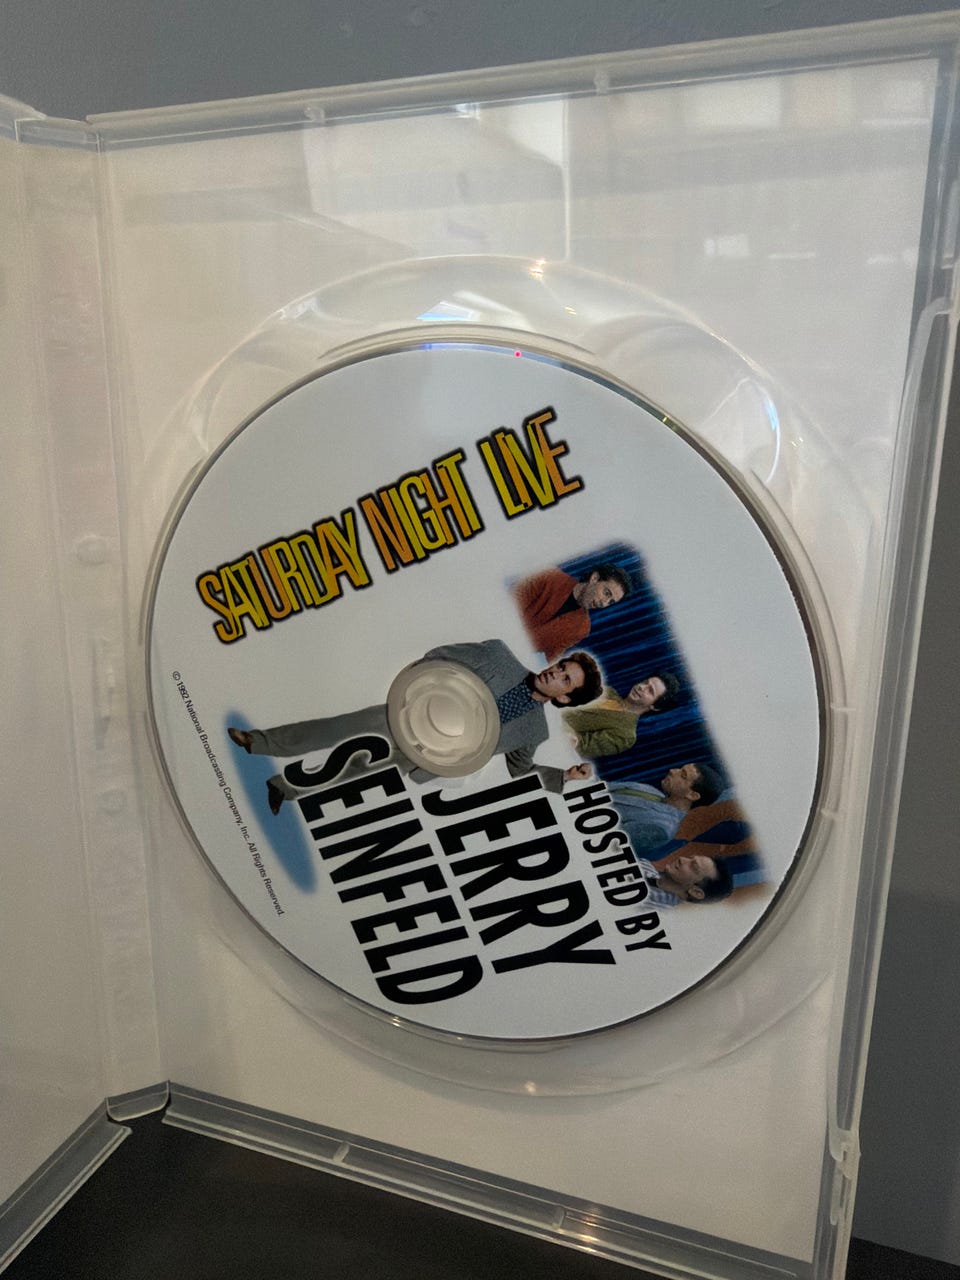 SATURDAY NIGHT LIVE
HOSTED BY
JERRY
SEINFELD
© 1992 National Broadcasting Company, Inc. All Rights Reserved.